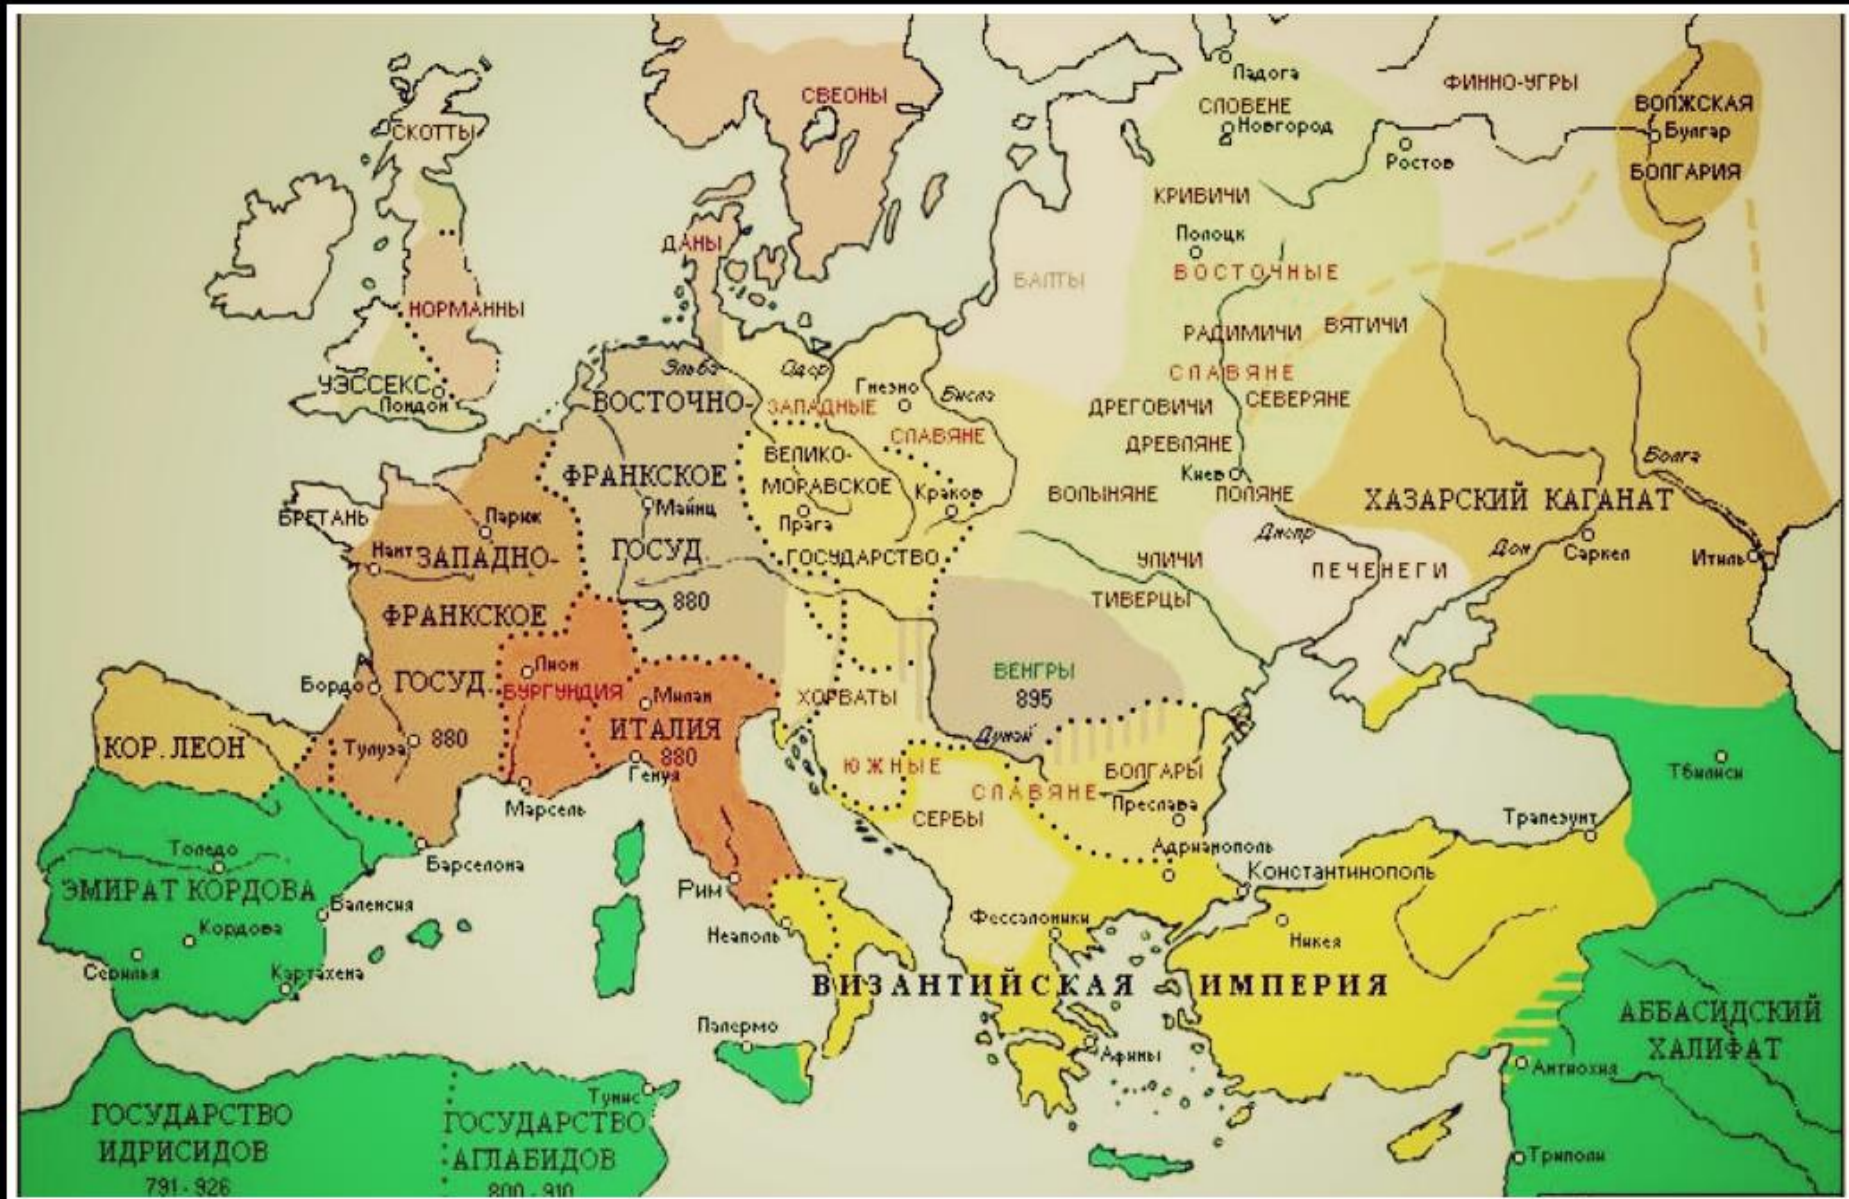 СВЕОНЫ
Ладога
СЛОВЕНЕ
Новгород
ФИННО-УГРЫ
ВОЛЖСКАЯ
Булгар
БОЛГАРИЯ
Ростов
СКОТТЫ
КРИВИЧИ
Полоцк
ВОСТОЧНЫЕ
ДАНЫ
БАЛТЫ
НОРМАННЫ
РАДИМИЧИ
ВЯТИЧИ
СЛАВЯНЕ
СЕВЕРЯНЕ
УЭССЕКС
Лондон
Эльба
Одер
Гнезно
Висла
ВОСТОЧНО-
ЗАПАДНЫЕ
СЛАВЯНЕ
ДРЕГОВИЧИ
ДРЕВЛЯНЕ
Киев
ВОЛЫНЯНЕ
ПОЛЯНЕ
ВЕЛИКО-
МОРАВСКОЕ
Краков
Прага
ГОСУДАРСТВО
ФРАНКСКОЕ
Майнц
ГОСУД.
880
Волга
ХАЗАРСКИЙ КАГАНАТ
Днепр
Дон
Саркел
Итиль
БРЕТАНЬ
Париж
Нант
ЗАПАДНО-
ФРАНКСКОЕ
ГОСУД.
880
УЛИЧИ
ПЕЧЕНЕГИ
ТИВЕРЦЫ
Лион
БУРГУНДИЯ
Милан
ИТАЛИЯ
880
Генуя
ХОРВАТЫ
ВЕНГРЫ
895
Дунай
Бордо
Тулуза
КОР. ЛЕОН
ЮЖНЫЕ
СЛАВЯНЕ
БОЛГАРЫ
Преслава
СЕРБЫ
Тбилиси
Марсель
Трапезунт
Адрианополь
Константинополь
Толедо
Барселона
ЭМИРАТ КОРДОВА
Валенсия
Кордова
Севилья
Картахена
Рим
Неаполь
Фессалоники
Никея
ВИЗАНТИЙСКАЯ ИМПЕРИЯ
АББАСИДСКИЙ
ХАЛИФАТ
Палермо
Афины
Антиохия
Тунис
ГОСУДАРСТВО
ИДРИСИДОВ
791-926
ГОСУДАРСТВО
АГЛАБИДОВ
800-910
Триполи